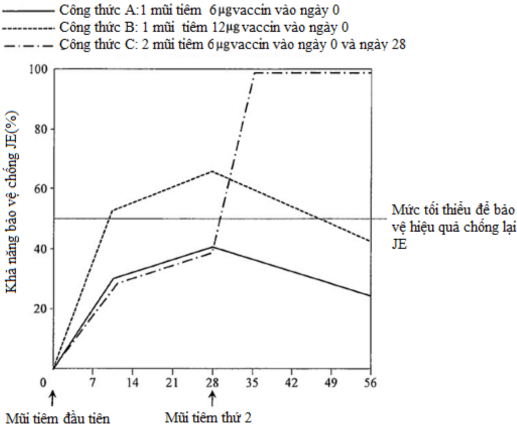 Công thức A:1 mũi tiêm 6µgvaccin vào ngày 0
Công thức B: 1 mũi tiêm 12µgvaccin vào ngày 0
Công thức C: 2 mũi tiêm 6µgvaccin vào ngày 0 và ngày 28
Khả năng bảo vệ chống JE(%)
100
80
60
40
20
Mức tối thiểu để bảo
vệ hiệu quả chống lại
JE
0 7 14 21 28 35 42 49 56
Mũi tiêm đầu tiên Mũi tiêm thứ 2